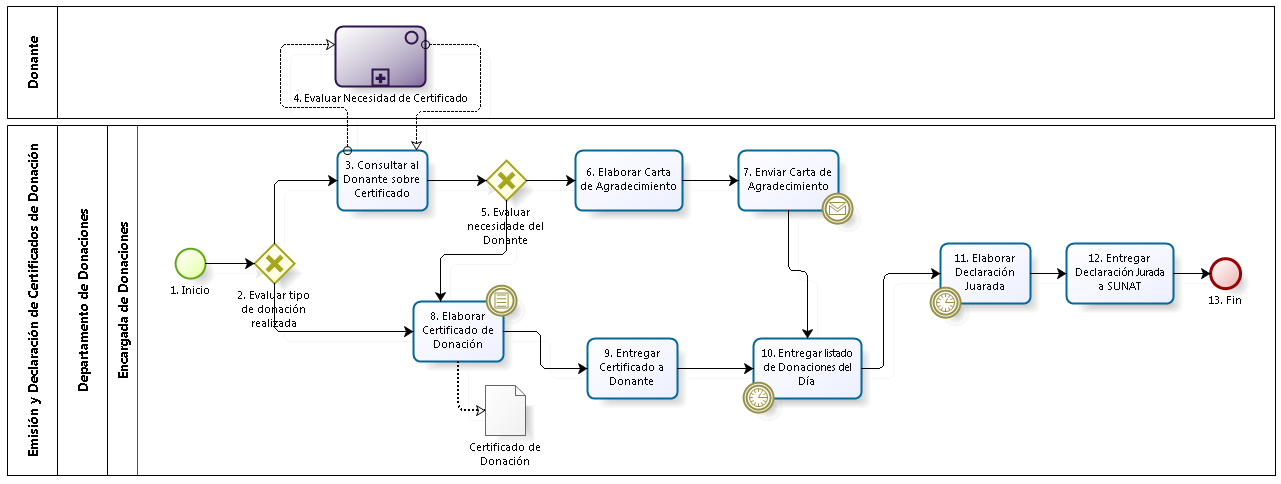 Donante
4. Evaluar Necesidad de Certificado
Emisión y Declaración de Certificados de Donación
Departamento de Donaciones
Encargada de Donaciones
1. Inicio
2. Evaluar tipo
de donación
realizada
3. Consultar al
Donante sobre
Certificado
5. Evaluar
necesidade del
Donante
6. Elaborar Carta
de Agradecimiento
7. Enviar Carta de
Agradecimiento
8. Elaborar
Certificado de
Donación
Certificado de
Donación
9. Entregar
Certificado a
Donante
10. Entregar listado
de Donaciones del
Día
11. Elaborar
Declaración
Juarada
12. Entregar
Declaración Jurada
a SUNAT
13. Fin